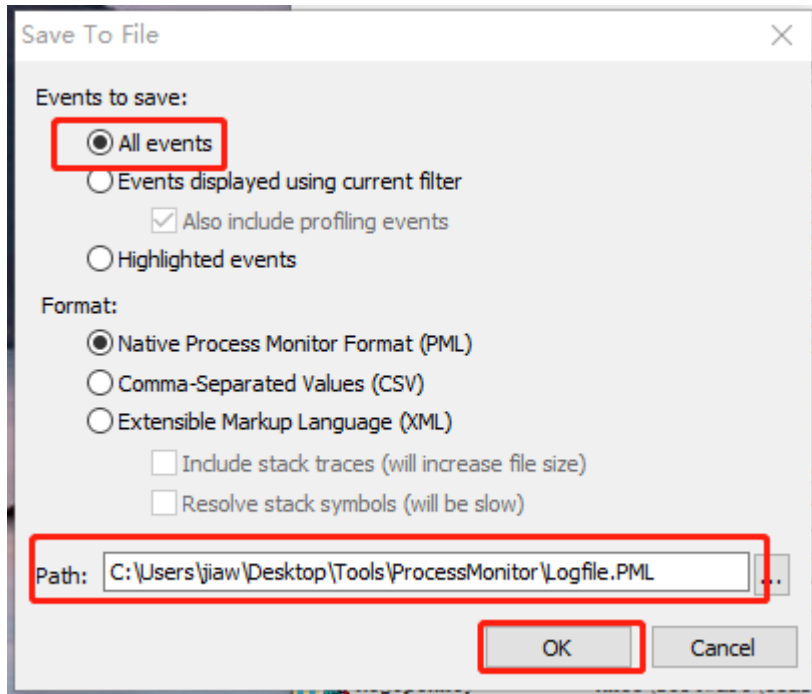 Save To File
Events to save:
All events
Events displayed using current filter
Also include profiling events
Highlighted events
Format:
Native Process Monitor Format (PML)
Comma-Separated Values (CSV)
Extensible Markup Language (XML)
Include stack traces (will increase file size)
Resolve stack symbols (will be slow)
Path: C:\Users\jiaw\Desktop\Tools\ProcessMonitor\Logfile.PML ...
OK Cancel